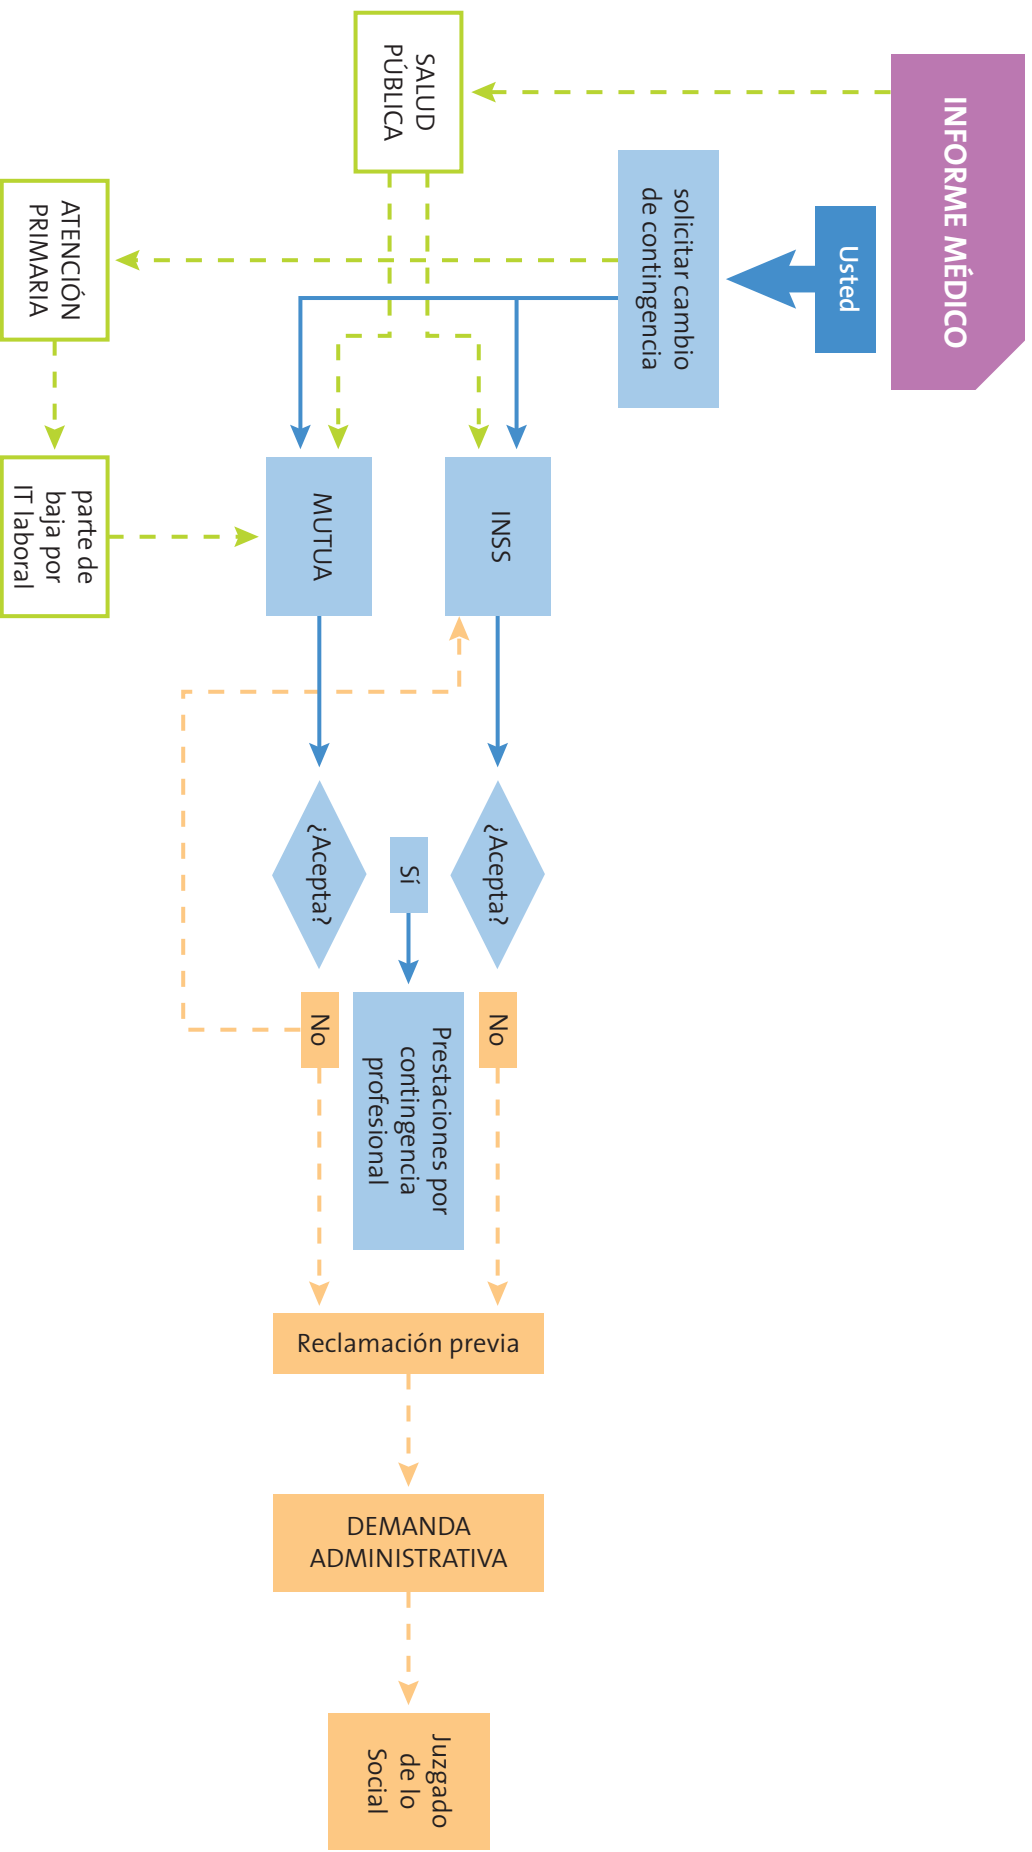 INFORME MÉDICO
Usted
solicitar cambio
de contingencia
SALUD
PÚBLICA
ATENCIÓN
PRIMARIA
parte de
baja por
IT laboral
INSS
MUTUA
¿Acepta?
¿Acepta?
Sí
No
No
Prestaciones por
contingencia
profesional
Reclamación previa
DEMANDA
ADMINISTRATIVA
Juzgado
de lo
Social